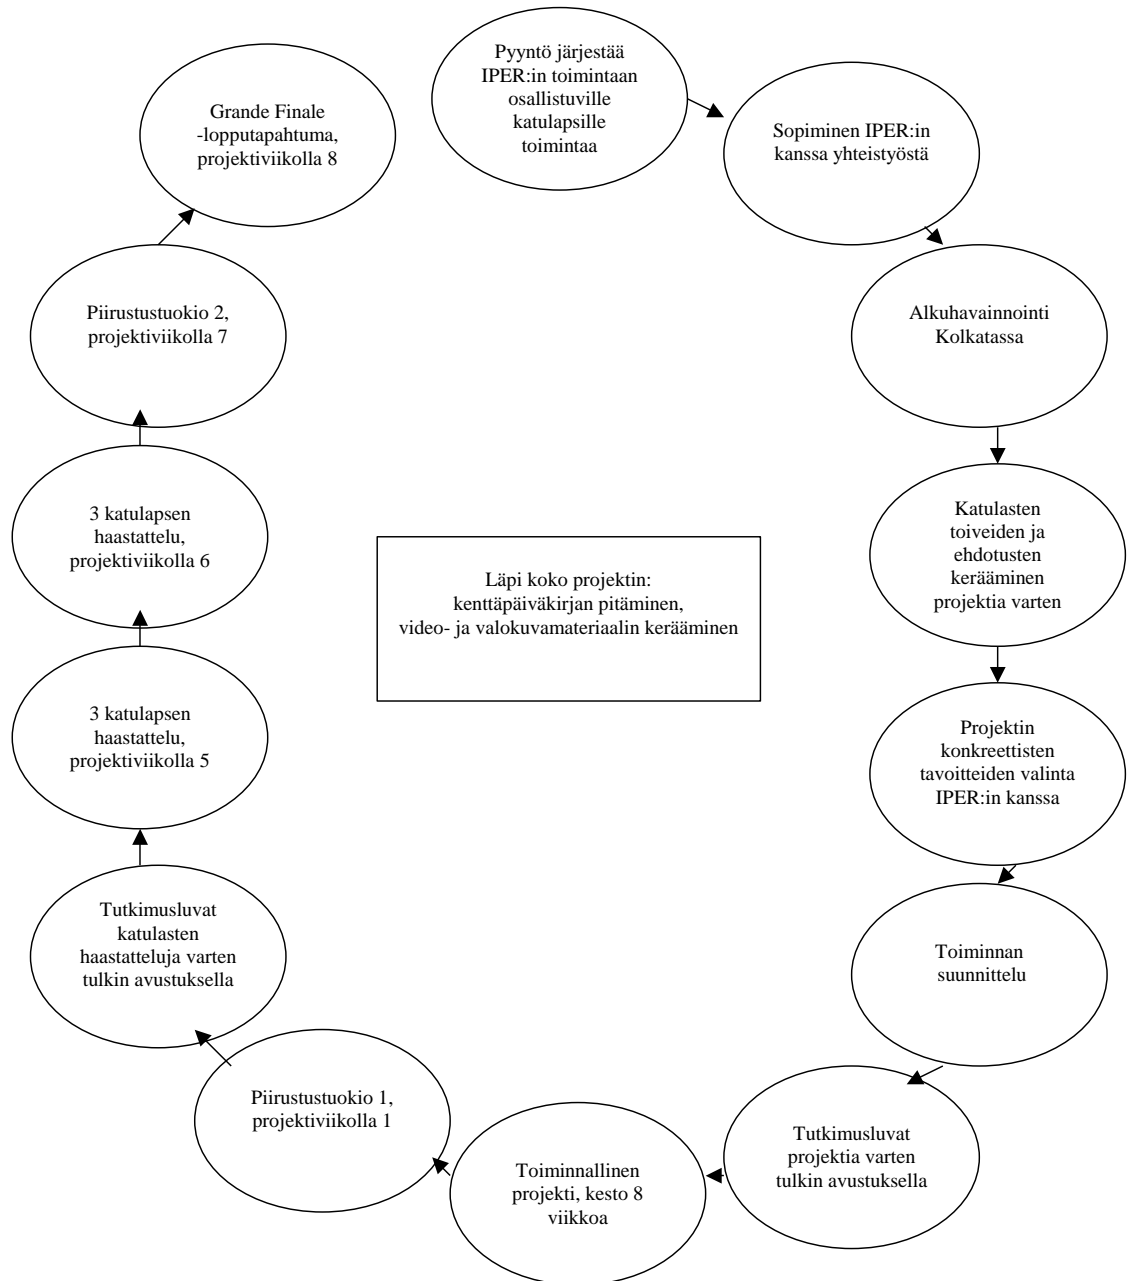 Pyyntö järjestää
IPER:in toimintaan
osallistuville
katulapsille
toimintaa
Sopiminen IPER:in
kanssa yhteistyöstä
Alkuhavainnointi
Kolkatassa
Katulasten
toiveiden ja
ehdotusten
kerääminen
projektia varten
Projektin
konkreettisten
tavoitteiden valinta
IPER:in kanssa
Toiminnan
suunnittelu
Tutkimusluvat
projektia varten
tulkin avustuksella
Toiminnallinen
projekti, kesto 8
viikkoa
Piirustustuokio 1,
projektiviikolla 1
Tutkimusluvat
katulasten
haastatteluja varten
tulkin avustuksella
3 katulapsen
haastattelu,
projektiviikolla 5
3 katulapsen
haastattelu,
projektiviikolla 6
Piirustustuokio 2,
projektiviikolla 7
Grande Finale
-lopputapahtuma,
projektiviikolla 8
Läpi koko projektin:
kenttäpäiväkirjan pitäminen,
video- ja valokuvamateriaalin kerääminen